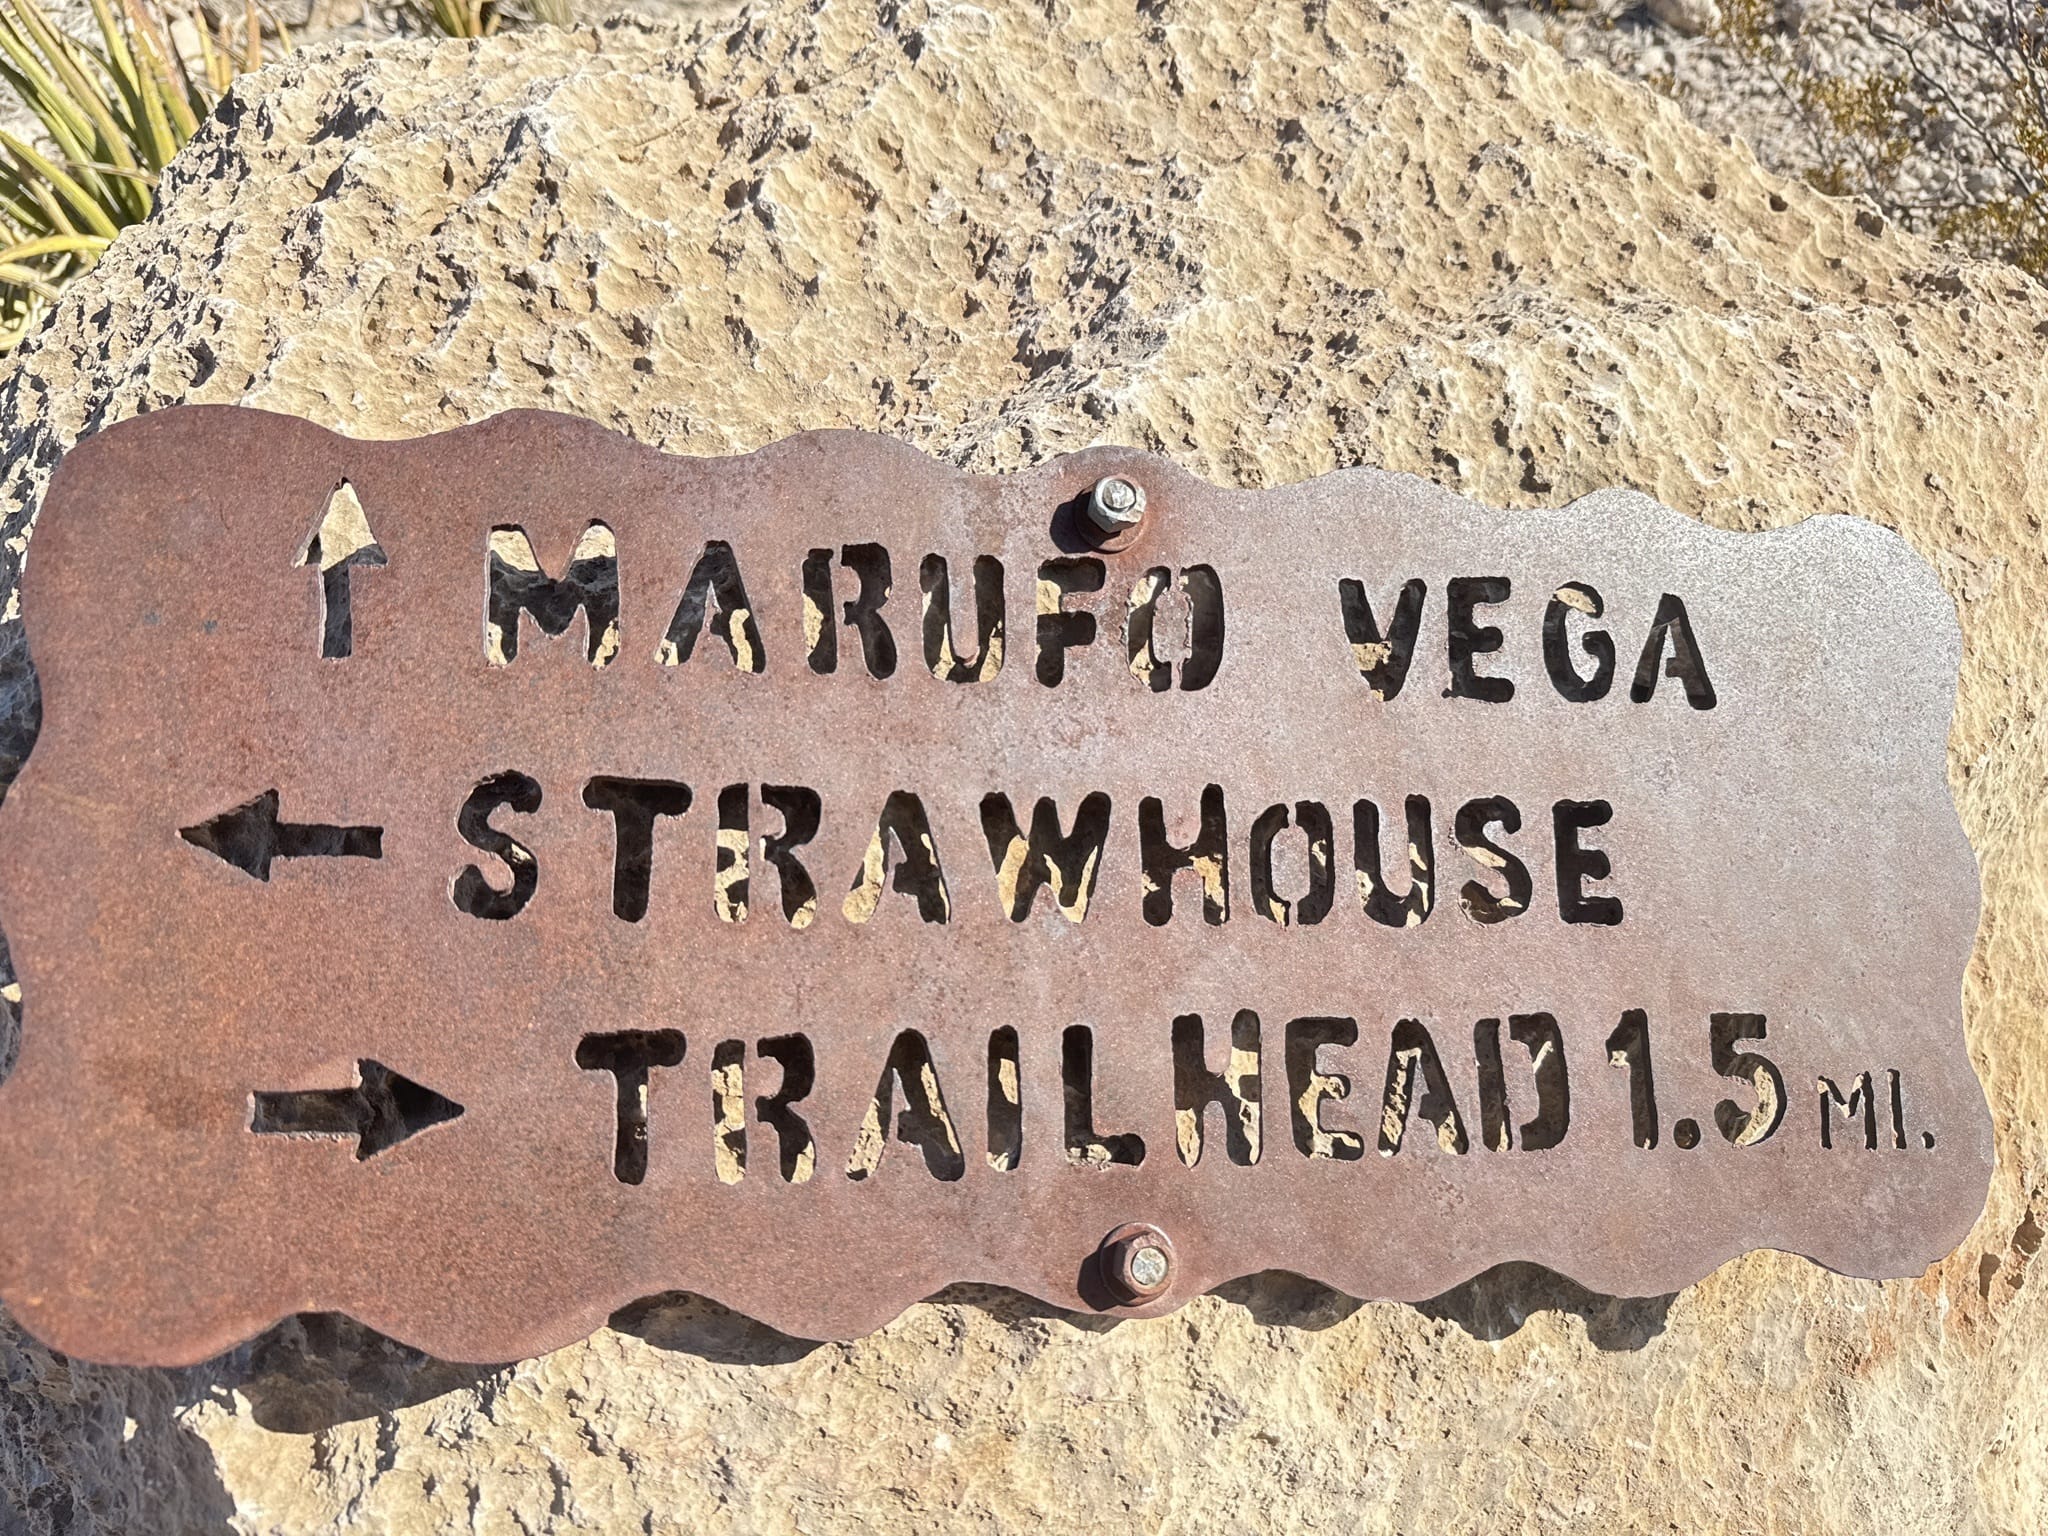 ↑ MARUFO VEGA
← STRAWHOUSE
→ TRAILHEAD 1.5 MI.